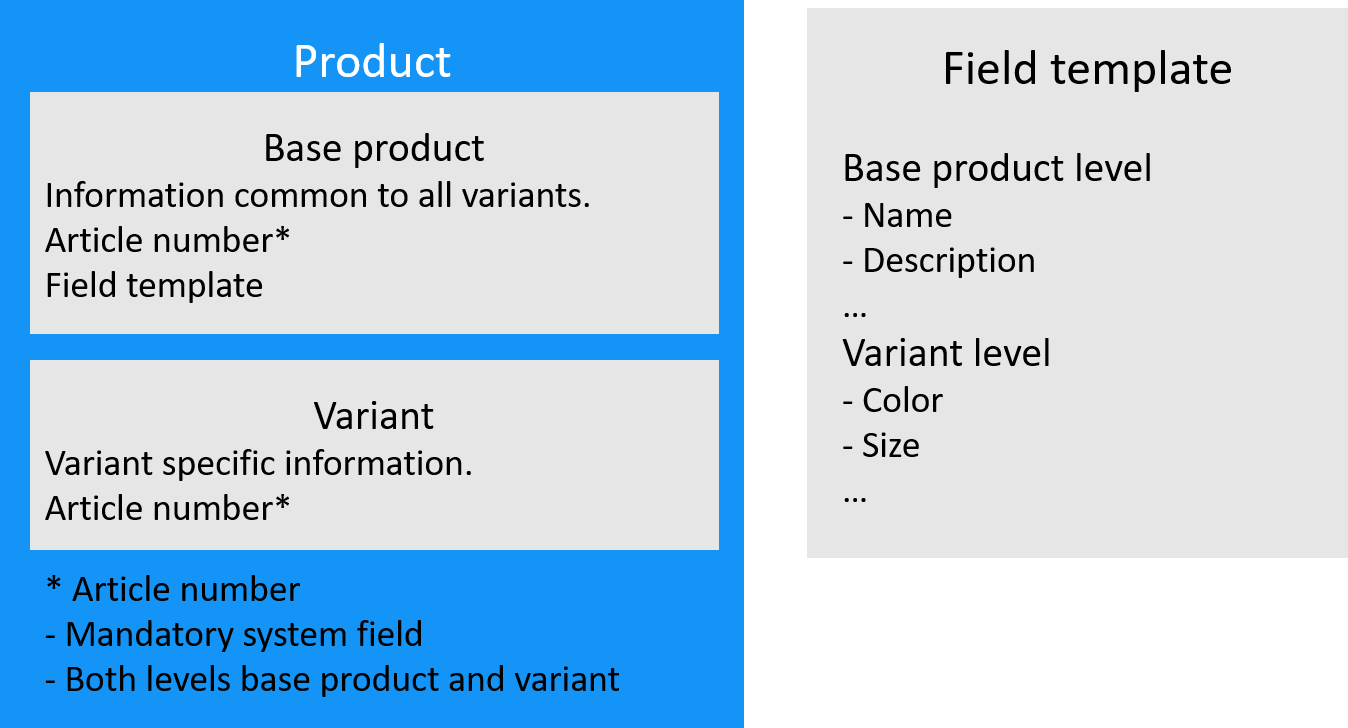 Product
Base product
Information common to all variants.
Article number*
Field template
Variant
Variant specific information.
Article number*
* Article number
- Mandatory system field
- Both levels base product and variant
Field template
Base product level
- Name
- Description
...
Variant level
- Color
- Size
...